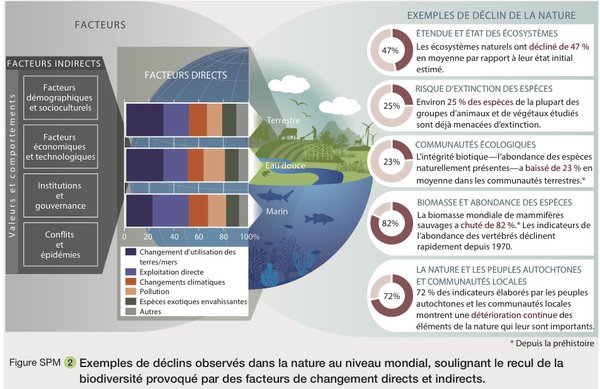 FACTEURS
EXEMPLES DE DÉCLIN DE LA NATURE
FACTEURS INDIRECTS
Valeurs et comportements
Facteurs
démographiques
et socioculturels
Facteurs
économiques
et technologiques
Institutions
et
gouvernance
Conflits
et
épidémies
FACTEURS DIRECTS
Terrestre
Eau douce
Marin
0 20 40 60 80 100%
Changement d'utilisation des
terres/mers
Exploitation directe
Changements climatiques
Pollution
Espèces exotiques envahissantes
Autres
47%
ÉTENDUE ET ÉTAT DES ÉCOSYSTÈMES
Les écosystèmes naturels ont décliné de 47 %
en moyenne par rapport à leur état initial
estimé.
25%
RISQUE D'EXTINCTION DES ESPÈCES
Environ 25 % des espèces de la plupart des
groupes d'animaux et de végétaux étudiés
sont déjà menacées d'extinction.
23%
COMMUNAUTÉS ÉCOLOGIQUES
L'intégrité biotique—l'abondance des espèces
naturellement présentes—a baissé de 23 % en
moyenne dans les communautés terrestres.*
82%
BIOMASSE ET ABONDANCE DES ESPÈCES
La biomasse mondiale de mammifères
sauvages a chuté de 82 %.* Les indicateurs de
l'abondance des vertébrés déclinent
rapidement depuis 1970.
72%
LA NATURE ET LES PEUPLES AUTOCHTONES
ET COMMUNAUTÉS LOCALES
72 % des indicateurs élaborés par les peuples
autochtones et les communautés locales
montrent une détérioration continue des
éléments de la nature qui leur sont importants.
* Depuis la préhistoire
Figure SPM 2 Exemples de déclins observés dans la nature au niveau mondial, soulignant le recul de la
biodiversité provoqué par des facteurs de changement directs et indirects.